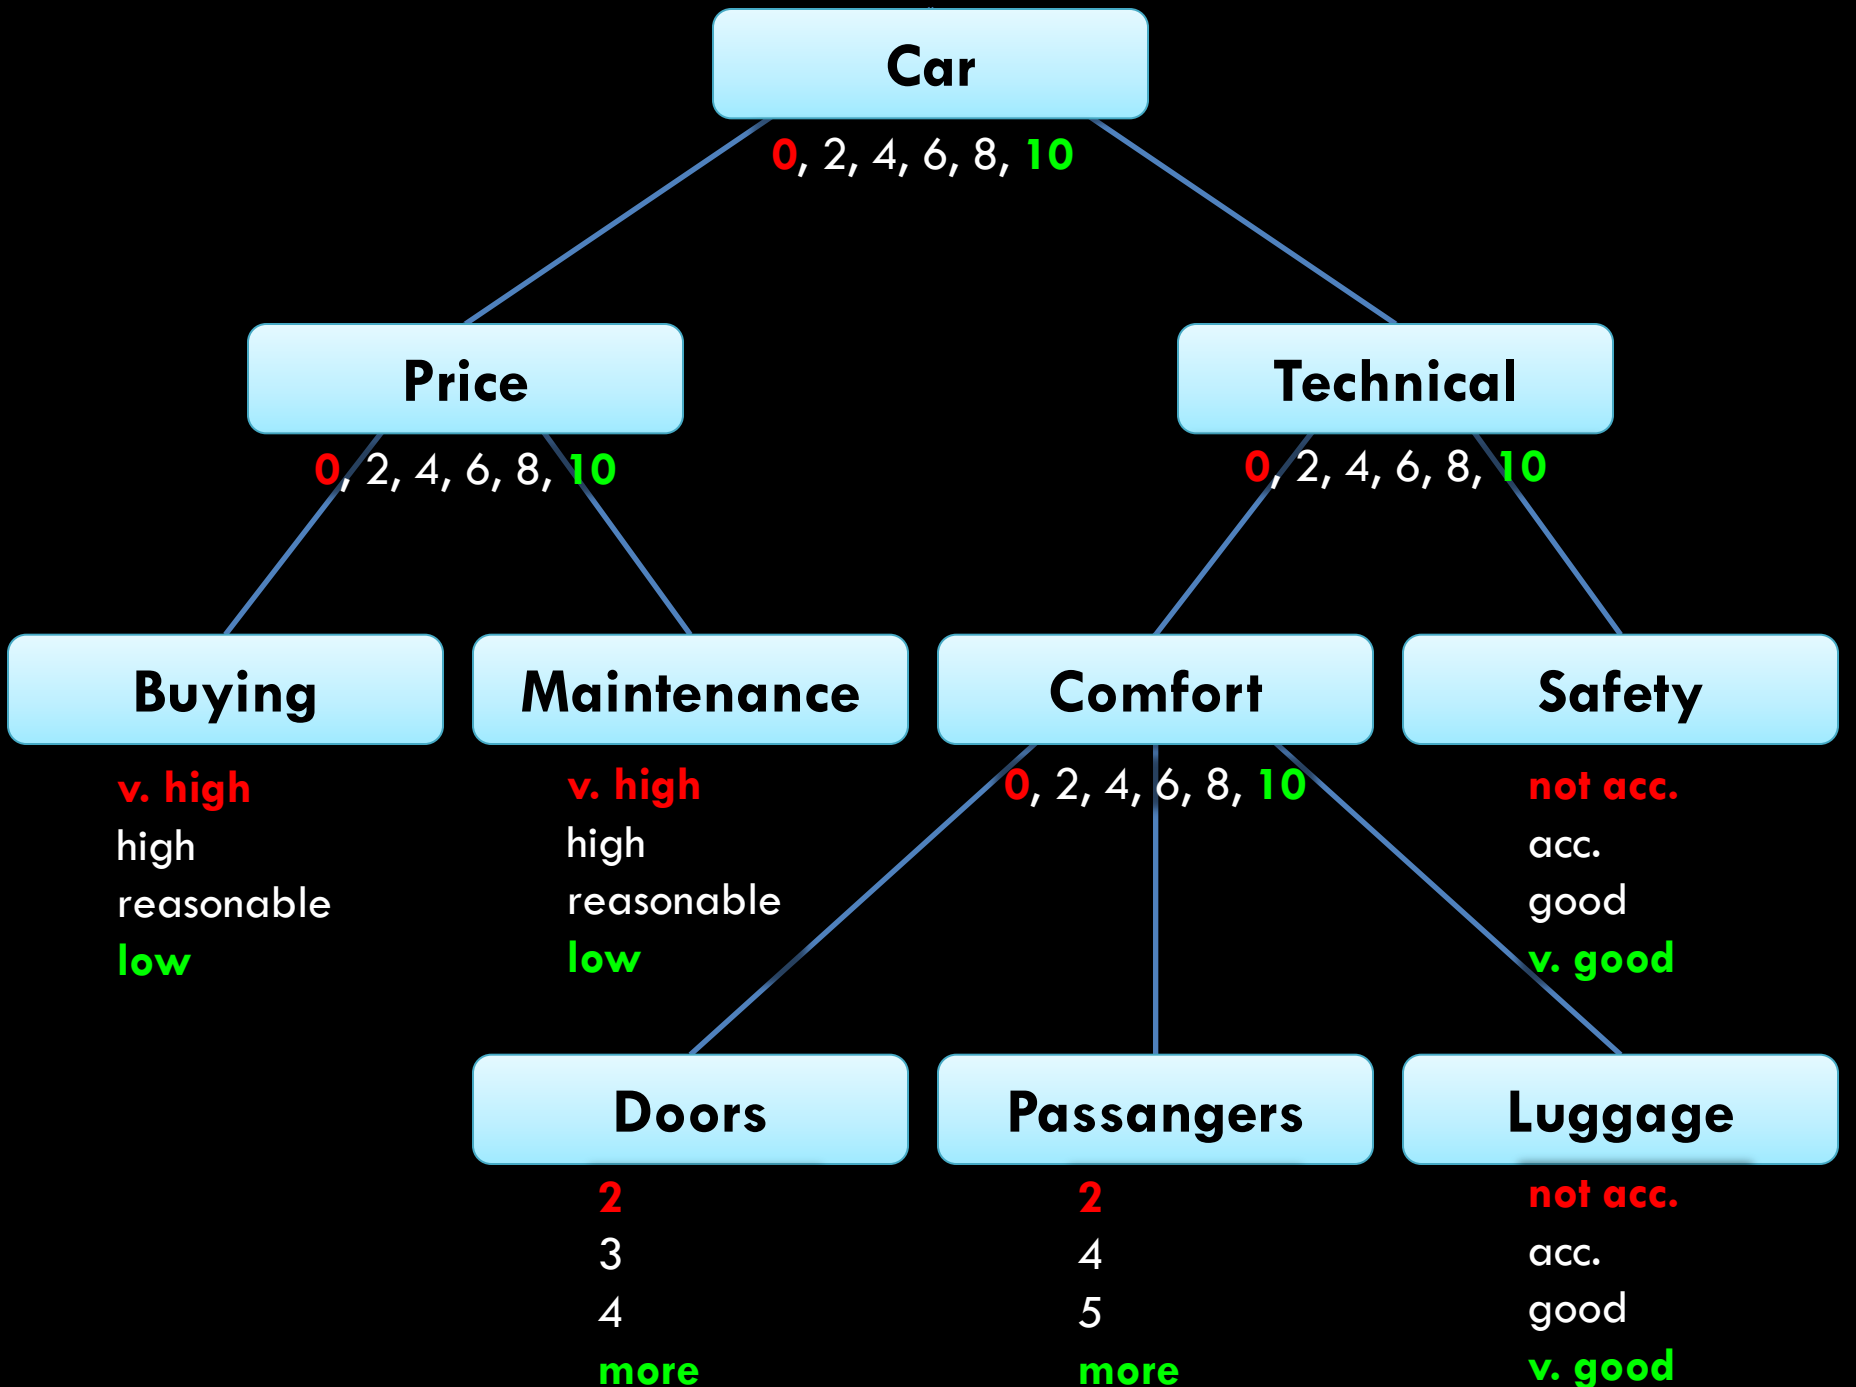 Car
0, 2, 4, 6, 8, 10
Price
Technical
0, 2, 4, 6, 8, 10
0, 2, 4, 6, 8, 10
Buying
Maintenance
Comfort
Safety
v. high
high
reasonable
low
v. high
high
reasonable
low
0, 2, 4, 6, 8, 10
not acc.
acc.
good
v. good
Doors
Passangers
Luggage
2
3
4
more
2
4
5
more
not acc.
acc.
good
v. good